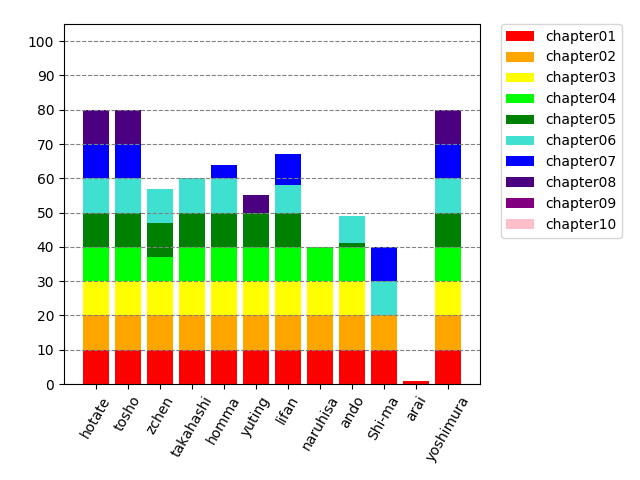 100
90
80
70
60
50
40
30
20
10
0
hotate
tosho
zchen
takahashi
homma
yuting
lifan
naruhisa
ando
Shi-ma
arai
yoshimura
chapter01
chapter02
chapter03
chapter04
chapter05
chapter06
chapter07
chapter08
chapter09
chapter10